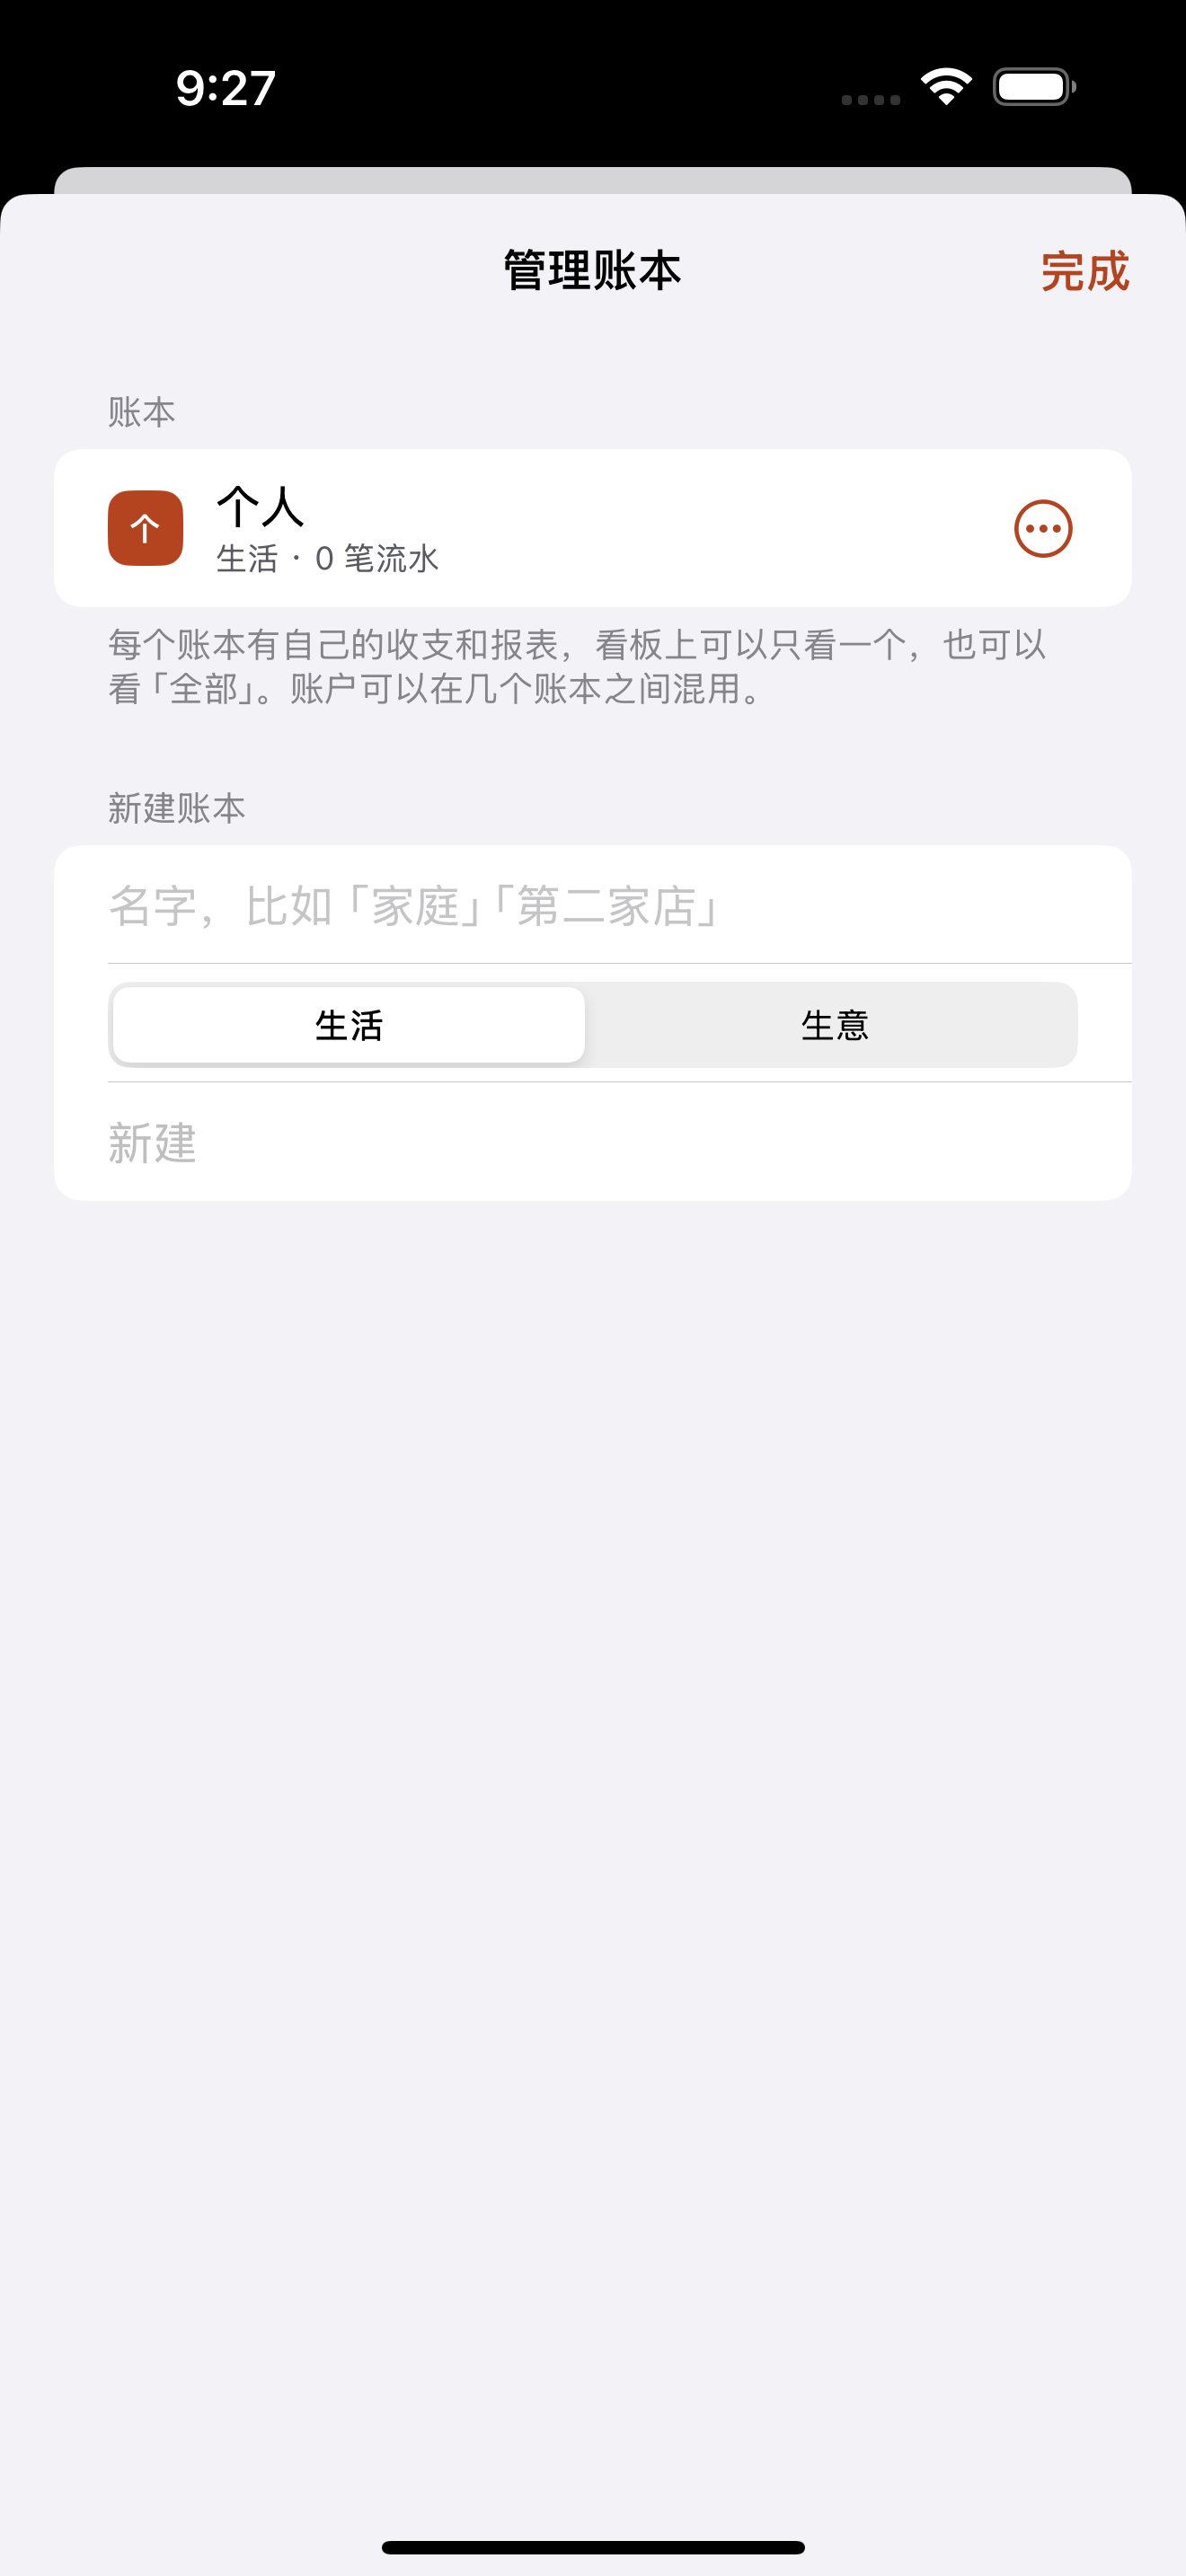 9:27
管理账本
完成
账本
个
个人
生活 · 0 笔流水
每个账本有自己的收支和报表，看板上可以只看一个，也可以
看「全部」。账户可以在几个账本之间混用。
新建账本
名字，比如「家庭」「第二家店」
生活
生意
新建